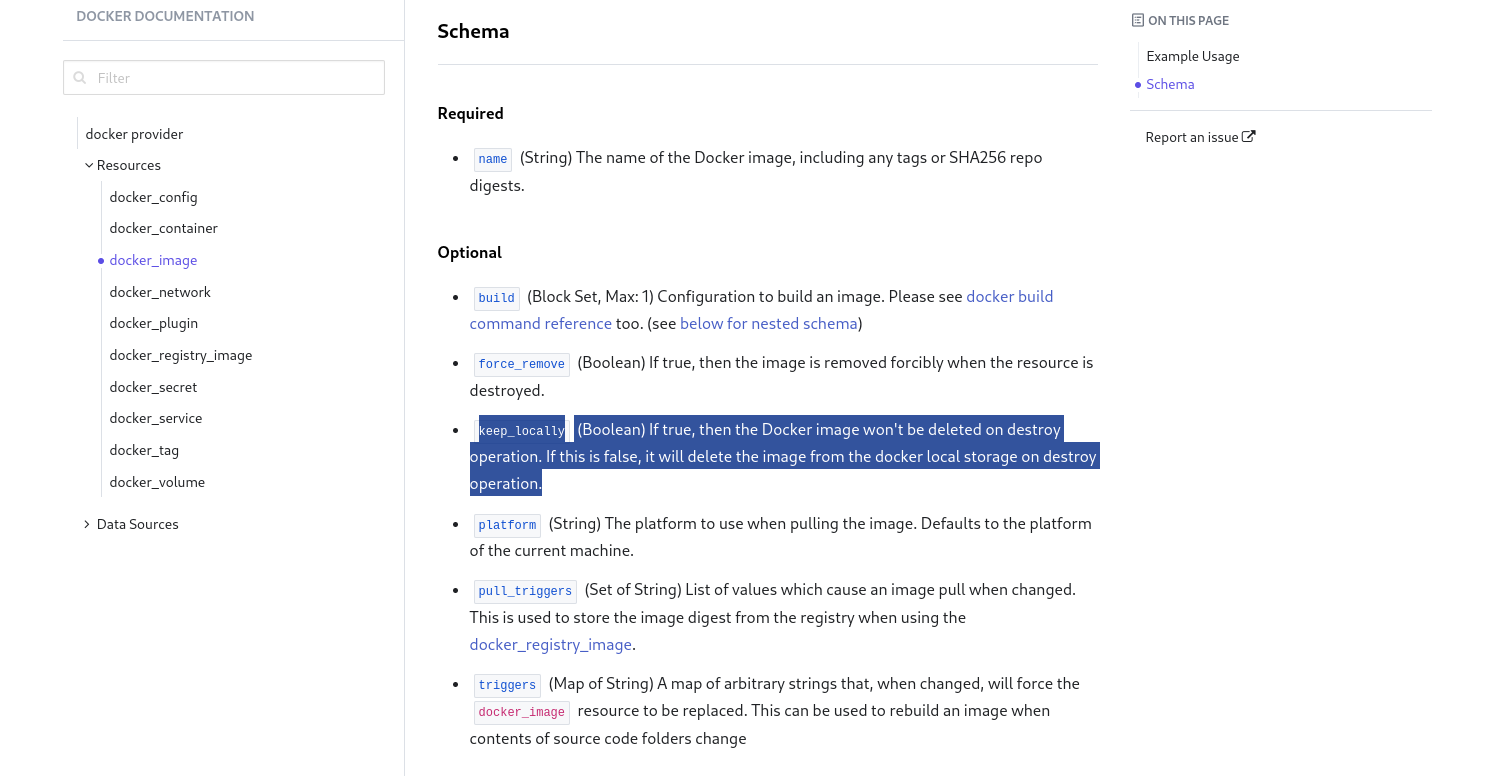 DOCKER DOCUMENTATION
Filter
docker provider
Resources
docker_config
docker_container
docker_image
docker_network
docker_plugin
docker_registry_image
docker_secret
docker_service
docker_tag
docker_volume
Data Sources
Schema
Required
name (String) The name of the Docker image, including any tags or SHA256 repo
digests.
Optional
build (Block Set, Max: 1) Configuration to build an image. Please see docker build
command reference too. (see below for nested schema)
force_remove (Boolean) If true, then the image is removed forcibly when the resource is
destroyed.
keep_locally (Boolean) If true, then the Docker image won't be deleted on destroy
operation. If this is false, it will delete the image from the docker local storage on destroy
operation.
platform (String) The platform to use when pulling the image. Defaults to the platform
of the current machine.
pull_triggers (Set of String) List of values which cause an image pull when changed.
This is used to store the image digest from the registry when using the
docker_registry_image.
triggers (Map of String) A map of arbitrary strings that, when changed, will force the
docker_image resource to be replaced. This can be used to rebuild an image when
contents of source code folders change
ON THIS PAGE
Example Usage
Schema
Report an issue